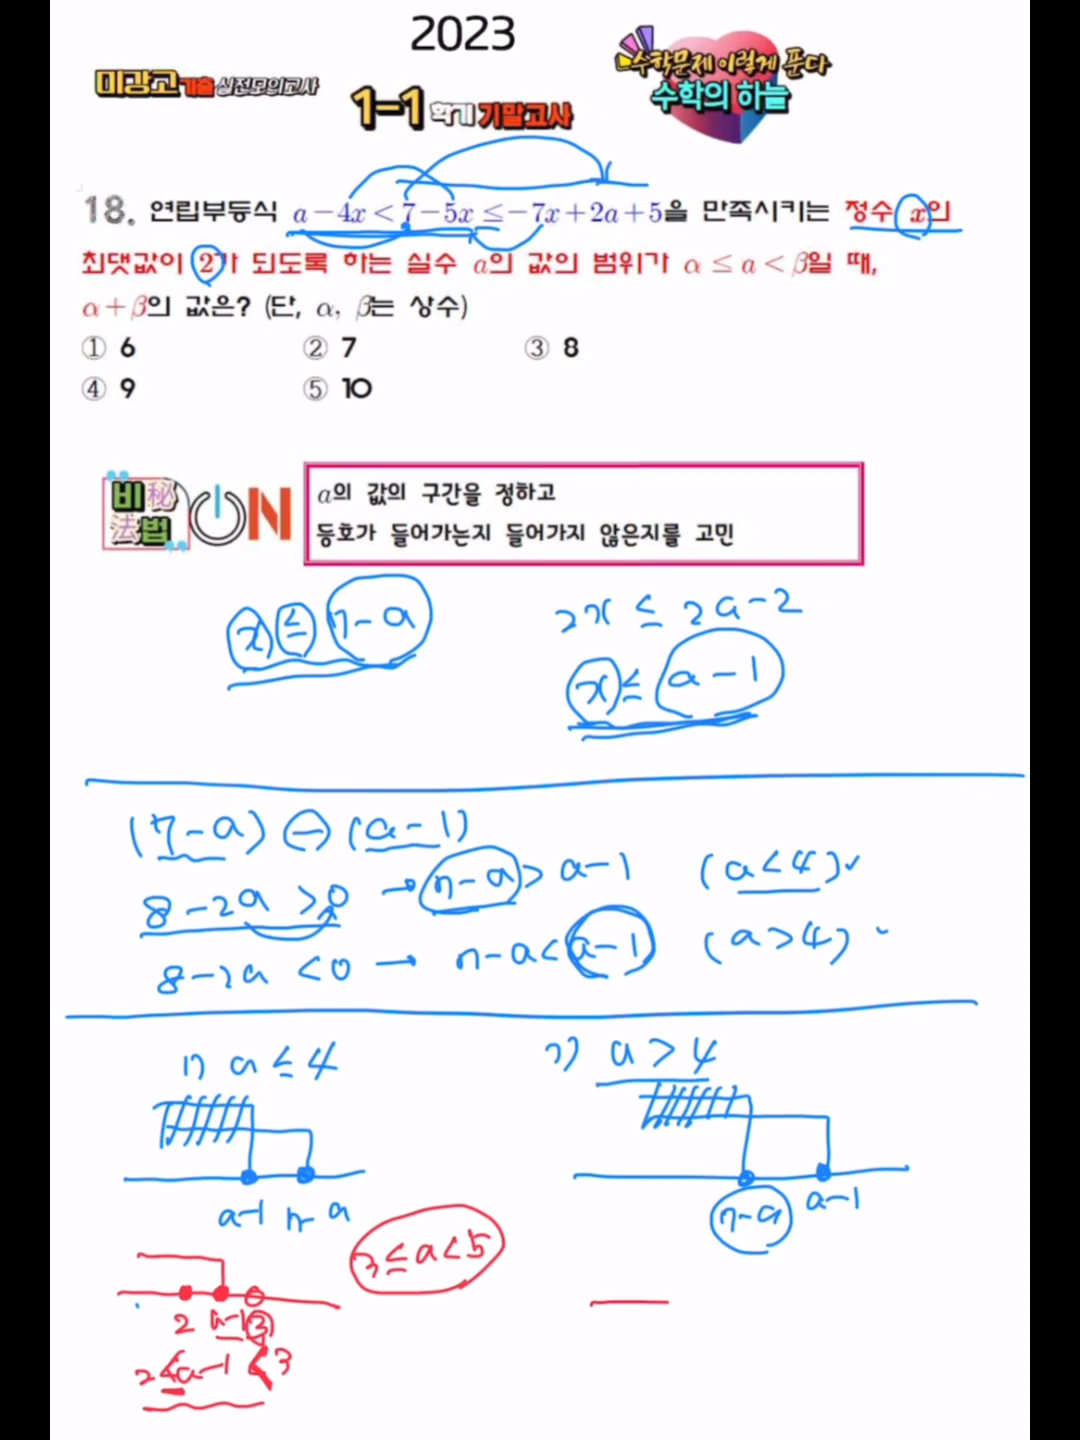 2023
미강고기출 실전모의고사
1-1 학기 기말고사
수학문제 이렇게 푼다
수학의 하늘
18. 연립부등식 a-4x<7-5x≤-7x+2a+5을 만족시키는 정수 x의
최댓값이 2가 되도록 하는 실수 a의 값의 범위가 α≤a<β일 때,
α+β의 값은? (단, α, β는 상수)
① 6 ② 7 ③ 8
④ 9 ⑤ 10
비秘法법 ON
a의 값의 구간을 정하고
등호가 들어가는지 들어가지 않은지를 고민
x ≤ 7-a
2x ≤ 2a-2
x ≤ a-1
(7-a) - (a-1)
8-2a >0 → 7-a > a-1 (a<4)
8-2a <0 → 7-a < a-1 (a>4)
1) a ≤ 4
2) a > 4
a-1 7-a
7-a a-1
3≤a<5
2 a-1 3
2≤a-1<3